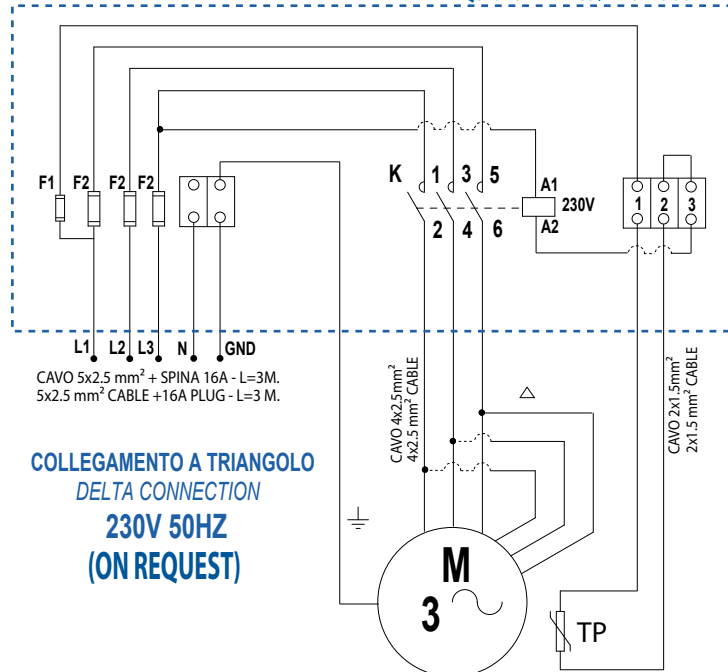 F1 F2 F2 F2
K 1 3 5
A1
230V
A2
2 4 6
1 2 3
L1 L2 L3 N GND
CAVO 5x2.5 mm² + SPINA 16A - L=3M.
5x2.5 mm² CABLE +16A PLUG - L=3 M.
CAVO 4x2.5mm²
4x2.5 mm² CABLE
△
CAVO 2x1.5mm²
2x1.5 mm² CABLE
COLLEGAMENTO A TRIANGOLO
DELTA CONNECTION
230V 50HZ
(ON REQUEST)
M
3
TP